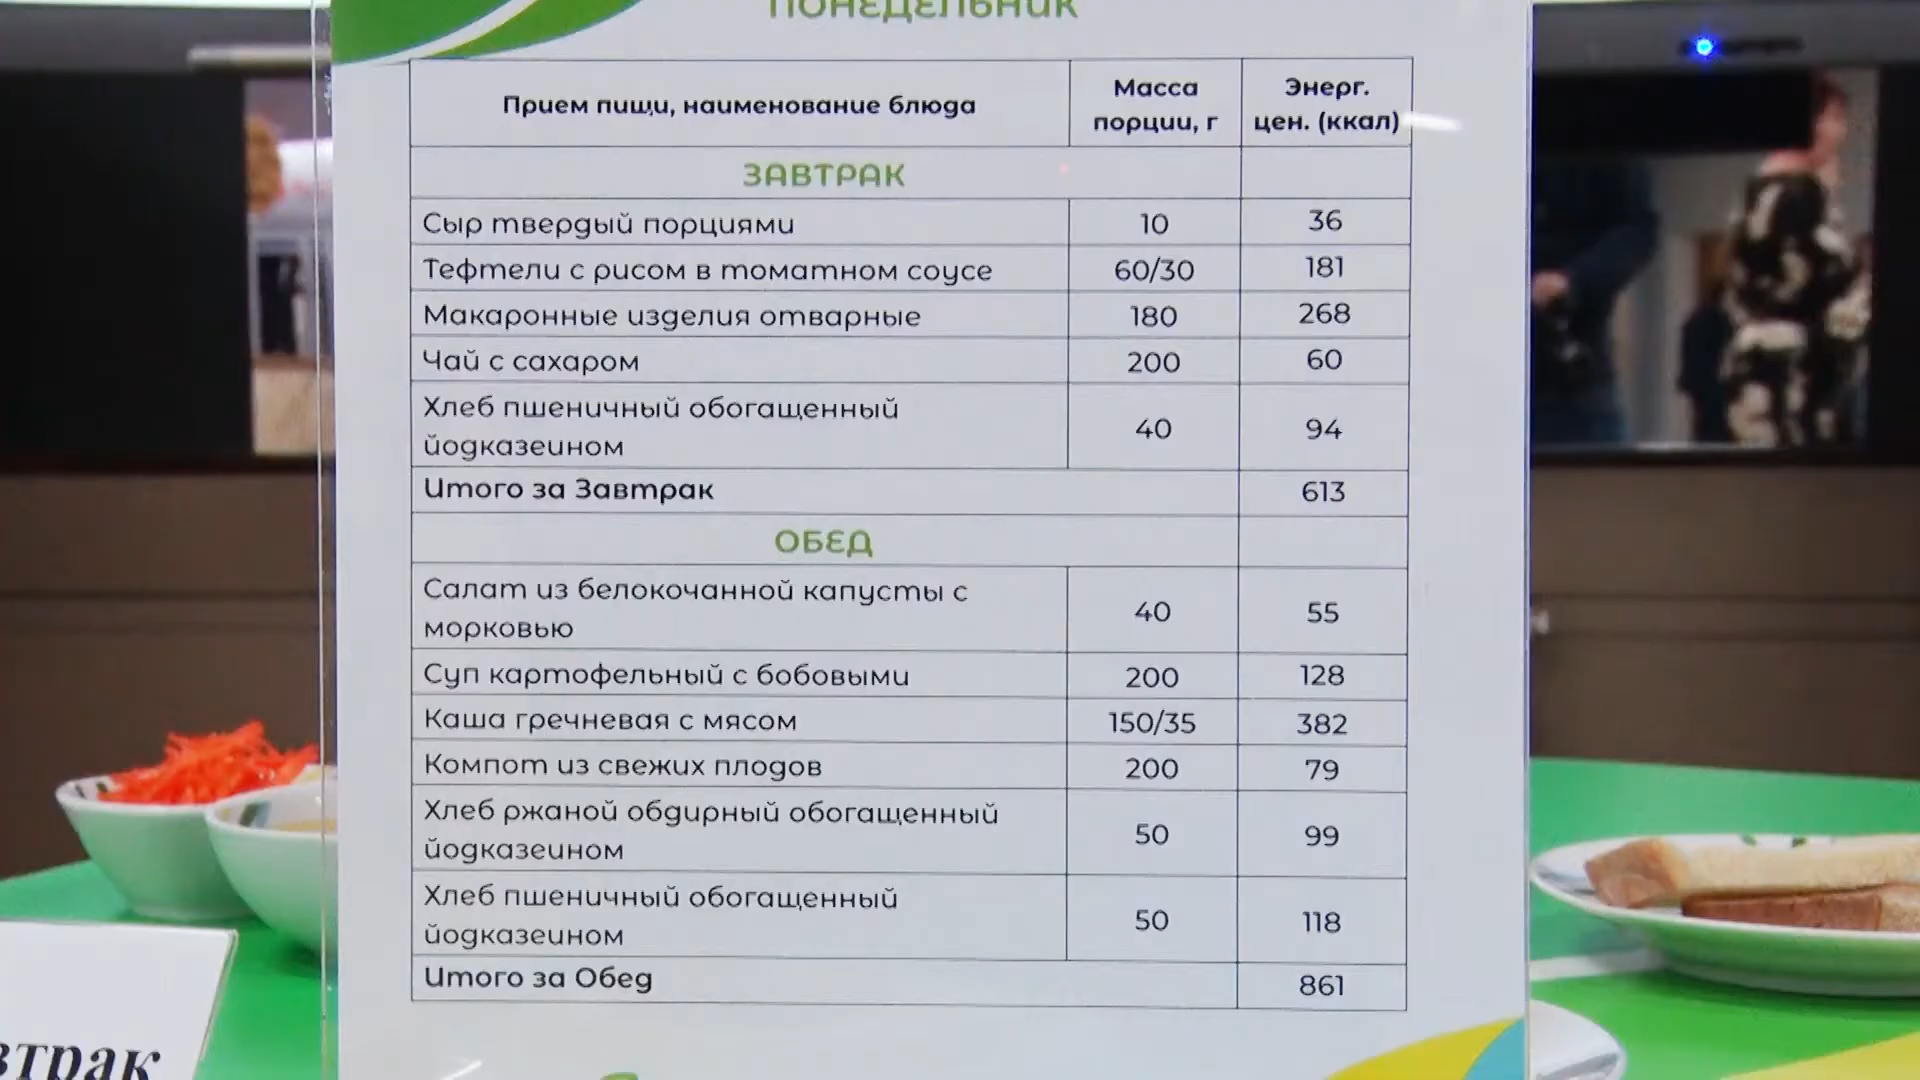 ПОНЕДЕЛЬНИК
Прием пищи, наименование блюда
Масса
порции, г
Энерг.
цен. (ккал)
ЗАВТРАК
Сыр твердый порциями 10 36
Тефтели с рисом в томатном соусе 60/30 181
Макаронные изделия отварные 180 268
Чай с сахаром 200 60
Хлеб пшеничный обогащенный
йодказеином 40 94
Итого за Завтрак 613
ОБЕД
Салат из белокочанной капусты с
морковью 40 55
Суп картофельный с бобовыми 200 128
Каша гречневая с мясом 150/35 382
Компот из свежих плодов 200 79
Хлеб ржаной обдирный обогащенный
йодказеином 50 99
Хлеб пшеничный обогащенный
йодказеином 50 118
Итого за Обед 861
втрак